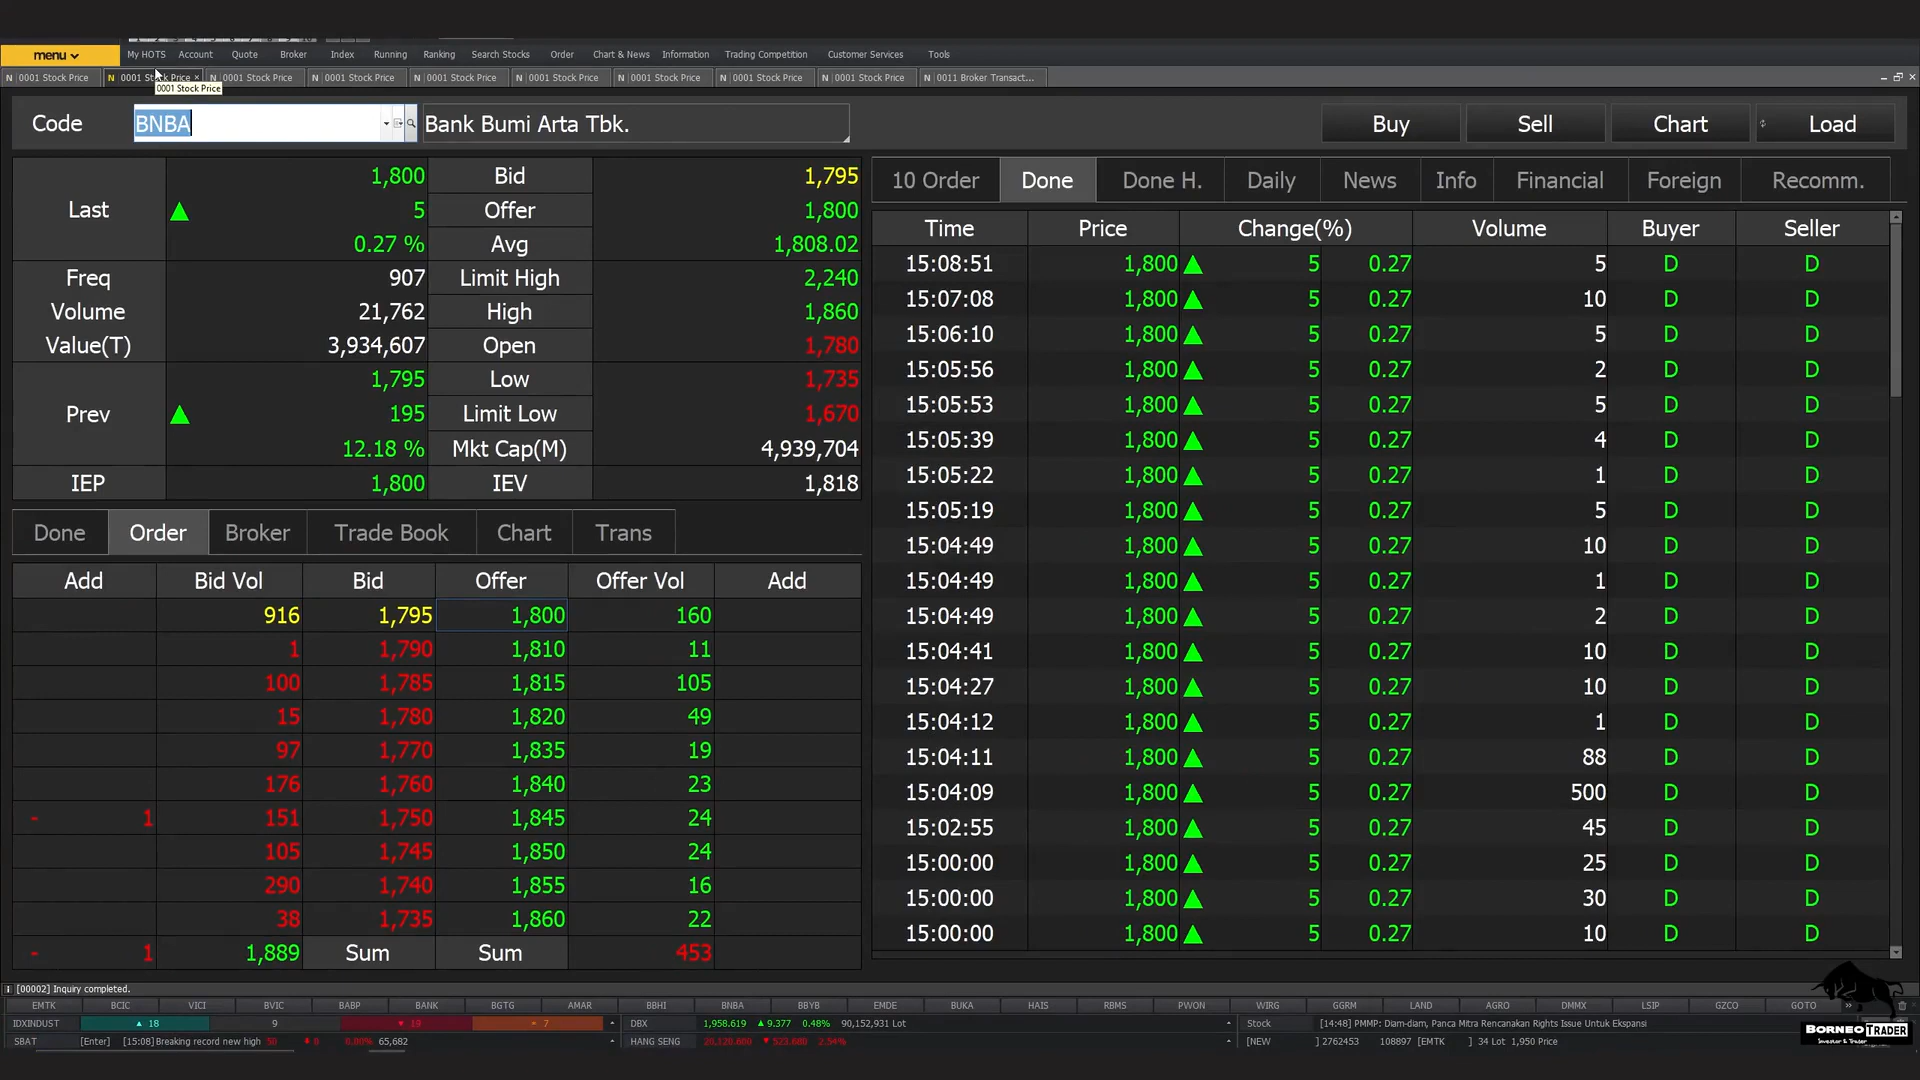 menu My HOTS Account Quote Broker Index Running Ranking Search Stocks Order Chart & News Information Trading Competition Customer Services Tools
N 0001 Stock Price N 0001 Stock Price × N 0001 Stock Price N 0001 Stock Price N 0001 Stock Price N 0001 Stock Price N 0001 Stock Price N 0001 Stock Price N 0001 Stock Price N 0011 Broker Transact...
0001 Stock Price
Code BNBA Bank Bumi Arta Tbk. Buy Sell Chart Load
Last 1,800 ▲ 5 0.27 %
Bid 1,795
Offer 1,800
Avg 1,808.02
Freq 907 Limit High 2,240
Volume 21,762 High 1,860
Value(T) 3,934,607 Open 1,780
Prev 1,795 ▲ 195 12.18 %
Low 1,735
Limit Low 1,670
Mkt Cap(M) 4,939,704
IEP 1,800 IEV 1,818
Done Order Broker Trade Book Chart Trans
Add Bid Vol Bid Offer Offer Vol Add
916 1,795 1,800 160
1 1,790 1,810 11
100 1,785 1,815 105
15 1,780 1,820 49
97 1,770 1,835 19
176 1,760 1,840 23
- 1 151 1,750 1,845 24
105 1,745 1,850 24
290 1,740 1,855 16
38 1,735 1,860 22
- 1 1,889 Sum Sum 453
10 Order Done Done H. Daily News Info Financial Foreign Recomm.
Time Price Change(%) Volume Buyer Seller
15:08:51 1,800 ▲ 5 0.27 5 D D
15:07:08 1,800 ▲ 5 0.27 10 D D
15:06:10 1,800 ▲ 5 0.27 5 D D
15:05:56 1,800 ▲ 5 0.27 2 D D
15:05:53 1,800 ▲ 5 0.27 5 D D
15:05:39 1,800 ▲ 5 0.27 4 D D
15:05:22 1,800 ▲ 5 0.27 1 D D
15:05:19 1,800 ▲ 5 0.27 5 D D
15:04:49 1,800 ▲ 5 0.27 10 D D
15:04:49 1,800 ▲ 5 0.27 1 D D
15:04:49 1,800 ▲ 5 0.27 2 D D
15:04:41 1,800 ▲ 5 0.27 10 D D
15:04:27 1,800 ▲ 5 0.27 10 D D
15:04:12 1,800 ▲ 5 0.27 1 D D
15:04:11 1,800 ▲ 5 0.27 88 D D
15:04:09 1,800 ▲ 5 0.27 500 D D
15:02:55 1,800 ▲ 5 0.27 45 D D
15:00:00 1,800 ▲ 5 0.27 25 D D
15:00:00 1,800 ▲ 5 0.27 30 D D
15:00:00 1,800 ▲ 5 0.27 10 D D
[00002] Inquiry completed.
EMTK BCIC VICI BVIC BABP BANK BGTG AMAR BBHI BNBA BBYB EMDE BUKA HAIS RBMS PWON WIRG GGRM LAND AGRO DMMX LSIP GZCO GOTO
IDXINDUST ▲ 18 9 ▼ 19 7 DBX 1,958.619 ▲ 9.377 0.48% 90,152,931 Lot Stock [14:48] PMMP: Diam-diam, Panca Mitra Rencanakan Rights Issue Untuk Ekspansi
SBAT [Enter] [15:08]Breaking record new high 50 0 0.00% 65,682 HANG SENG 20,120.600 ▼ 523.680 2.54% [NEW ] 2762453 108897 [EMTK ] 34 Lot 1,950 Price
BORNEO TRADER
Investor & Trader